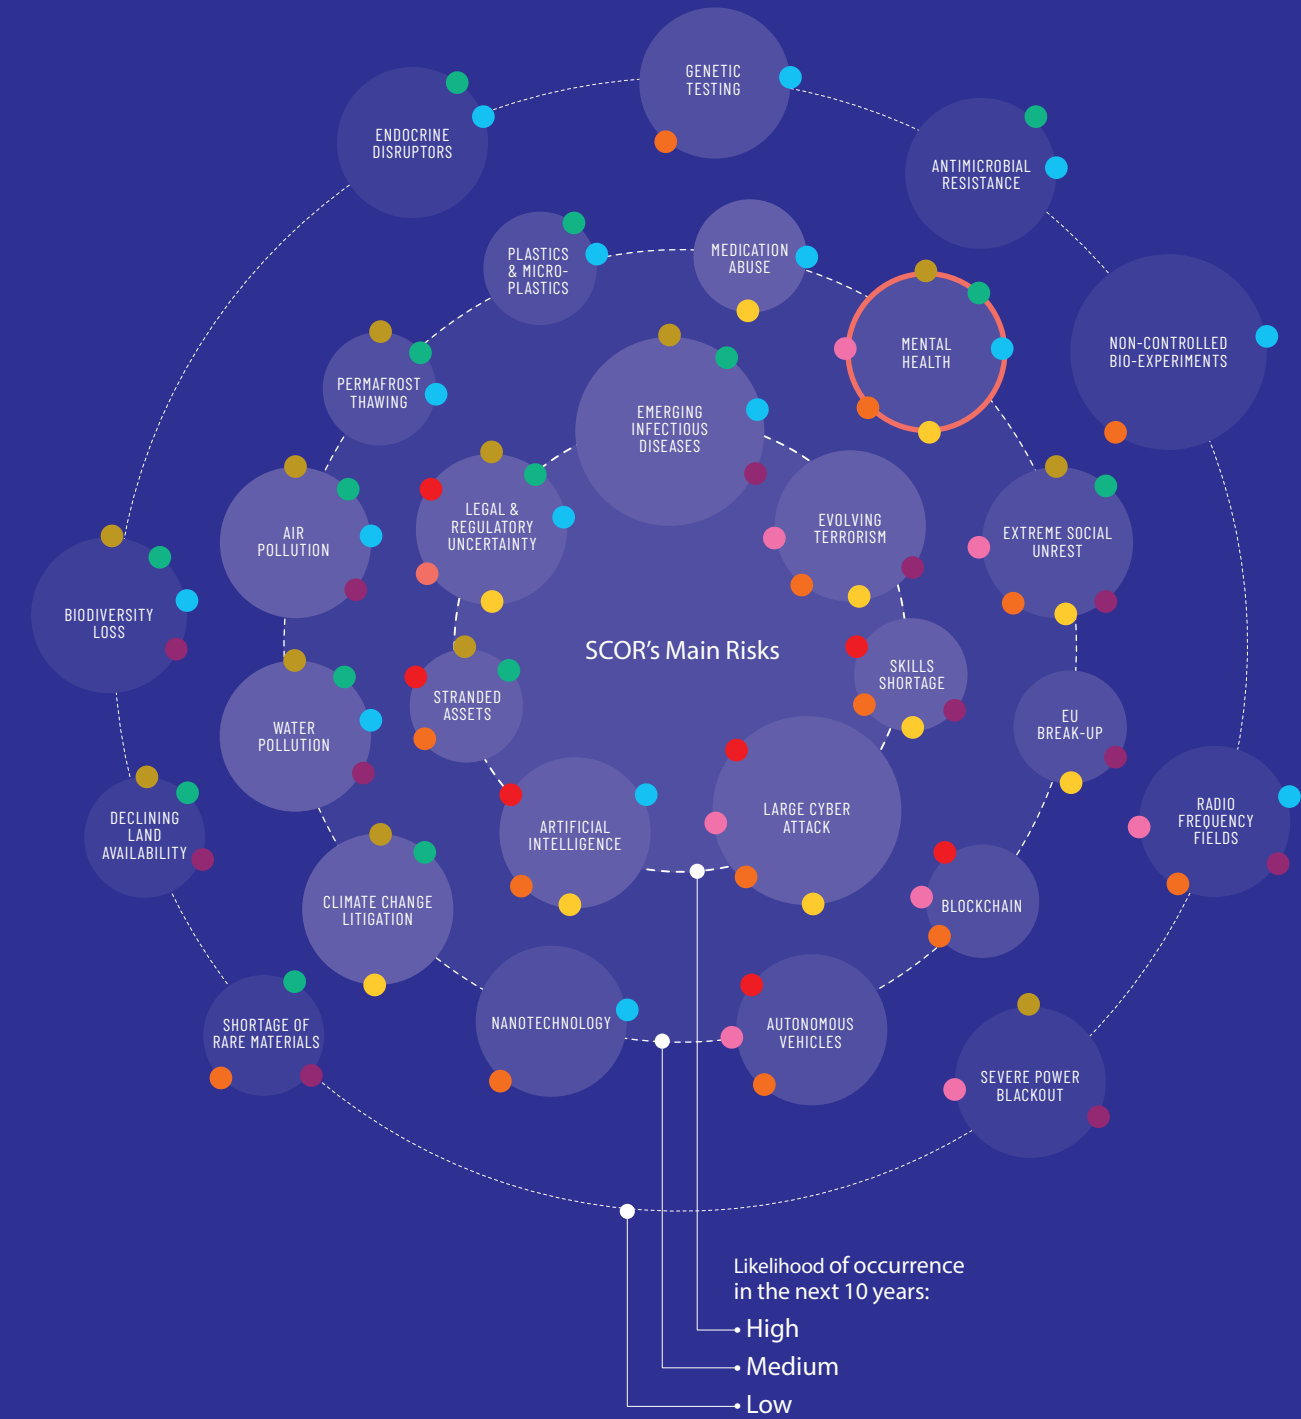 GENETIC
TESTING
ENDOCRINE
DISRUPTORS
ANTIMICROBIAL
RESISTANCE
PLASTICS
& MICRO-
PLASTICS
MEDICATION
ABUSE
MENTAL
HEALTH
NON-CONTROLLED
BIO-EXPERIMENTS
PERMAFROST
THAWING
EMERGING
INFECTIOUS
DISEASES
AIR
POLLUTION
LEGAL &
REGULATORY
UNCERTAINTY
EVOLVING
TERRORISM
EXTREME SOCIAL
UNREST
BIODIVERSITY
LOSS
SCOR's Main Risks
SKILLS
SHORTAGE
STRANDED
ASSETS
WATER
POLLUTION
EU
BREAK-UP
DECLINING
LAND
AVAILABILITY
ARTIFICIAL
INTELLIGENCE
LARGE CYBER
ATTACK
RADIO
FREQUENCY
FIELDS
CLIMATE CHANGE
LITIGATION
BLOCKCHAIN
SHORTAGE OF
RARE MATERIALS
NANOTECHNOLOGY
AUTONOMOUS
VEHICLES
SEVERE POWER
BLACKOUT
Likelihood of occurrence
in the next 10 years:
High
Medium
Low